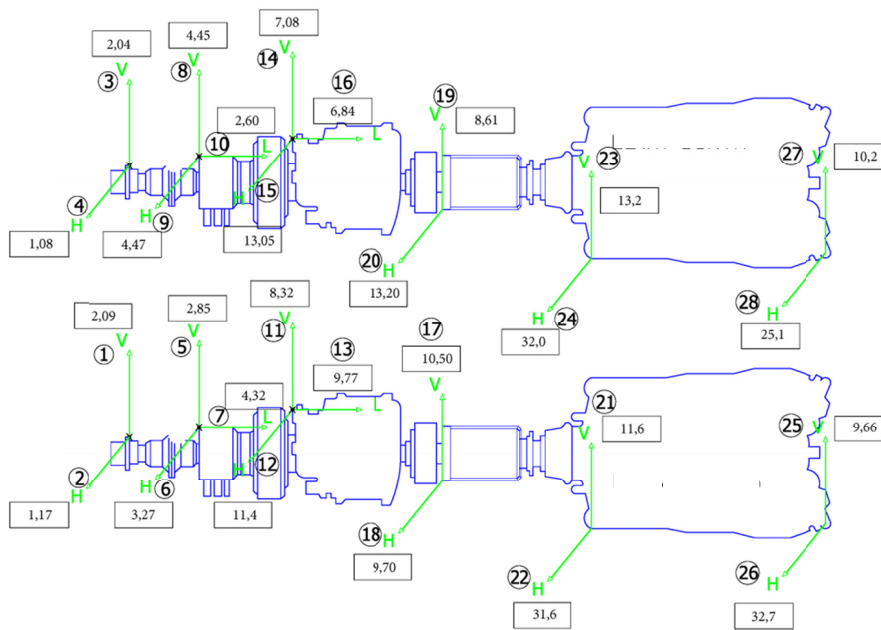 7,08
2,04
4,45
V
14
16
3
V
8
V
19
2,60
6,84
V
8,61
10
L
L
23
27
V
10,2
V
4
H
H
15
13,2
H
9
1,08
4,47
13,05
20
H
13,20
28
H
H
24
32,0
25,1
8,32
2,09
2,85
11
V
17
V
5
V
13
10,50
1
9,77
V
4,32
7
L
L
21
25
11,6
V
9,66
V
H
12
2
H
H
6
1,17
3,27
11,4
18
H
9,70
22
H
26
H
31,6
32,7